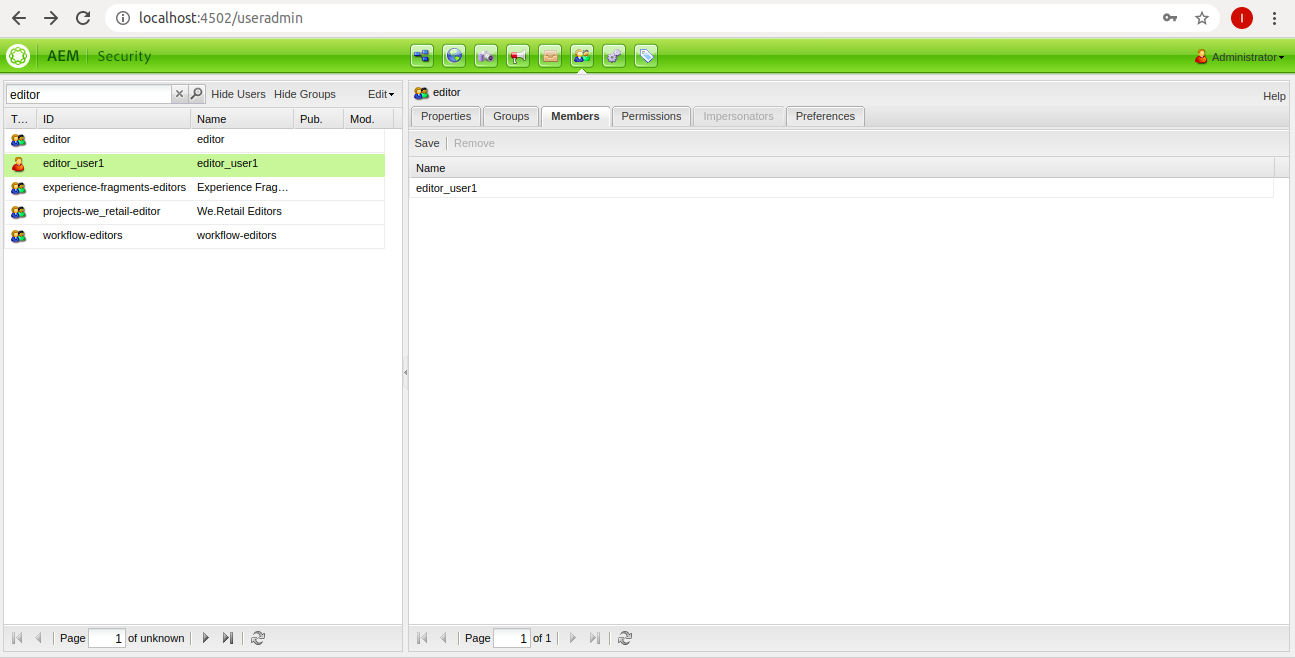 localhost:4502/useradmin
I
AEM Security
Administrator
editor Hide Users Hide Groups Edit
T... ID Name Pub. Mod.
editor editor
editor_user1 editor_user1
experience-fragments-editors Experience Frag...
projects-we_retail-editor We.Retail Editors
workflow-editors workflow-editors
Page 1 of unknown
editor
Help
Properties Groups Members Permissions Impersonators Preferences
Save Remove
Name
editor_user1
Page 1 of 1